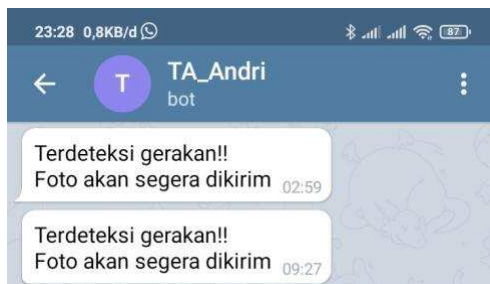 23:28 0,8KB/d 87
T TA_Andri
bot
Terdeteksi gerakan!!
Foto akan segera dikirim 02:59
Terdeteksi gerakan!!
Foto akan segera dikirim 09:27